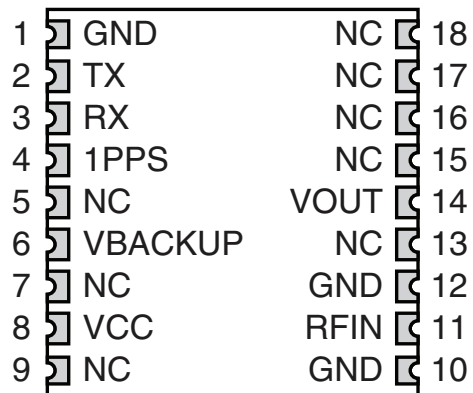 1 GND NC 18
2 TX NC 17
3 RX NC 16
4 1PPS NC 15
5 NC VOUT 14
6 VBACKUP NC 13
7 NC GND 12
8 VCC RFIN 11
9 NC GND 10